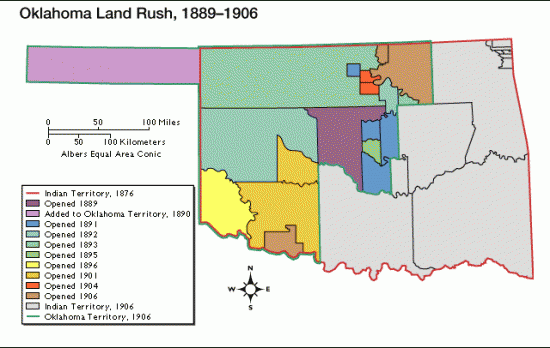 Oklahoma Land Rush, 1889–1906
0 50 100 Miles
0 50 100 Kilometers
Albers Equal Area Conic
Indian Territory, 1876
Opened 1889
Added to Oklahoma Territory, 1890
Opened 1891
Opened 1892
Opened 1893
Opened 1895
Opened 1896
Opened 1901
Opened 1904
Opened 1906
Indian Territory, 1906
Oklahoma Territory, 1906
N
W E
S